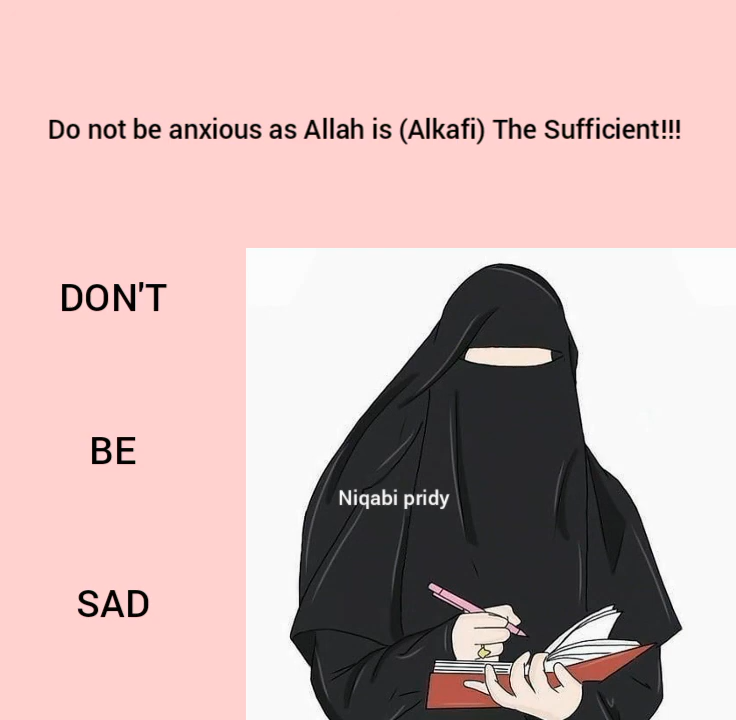 Do not be anxious as Allah is (Alkafi) The Sufficient!!!
DON'T
BE
SAD
Niqabi pridy